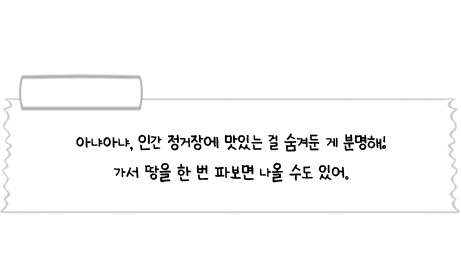 아냐아냐, 인간 정거장에 맛있는 걸 숨겨둔 게 분명해!
가서 땅을 한 번 파보면 나올 수도 있어.